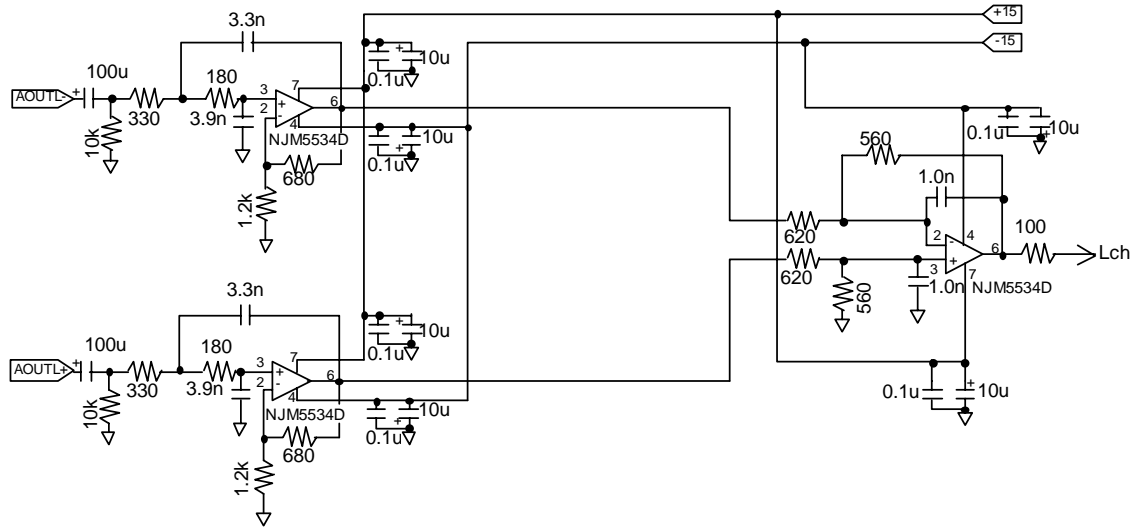 +15
-15
3.3n
100u
180
AOUTL-
+
330
10k
3.9n
3
2
+
-
7
4
6
NJM5534D
680
1.2k
+
10u
0.1u
10u
0.1u
+
0.1u
10u
+
560
1.0n
620
620
560
2
3
-
+
4
7
6
100
Lch
1.0n
NJM5534D
3.3n
100u
180
AOUTL+
+
330
10k
3.9n
3
2
+
-
7
4
6
NJM5534D
680
1.2k
+
10u
0.1u
10u
0.1u
+
0.1u
+
10u